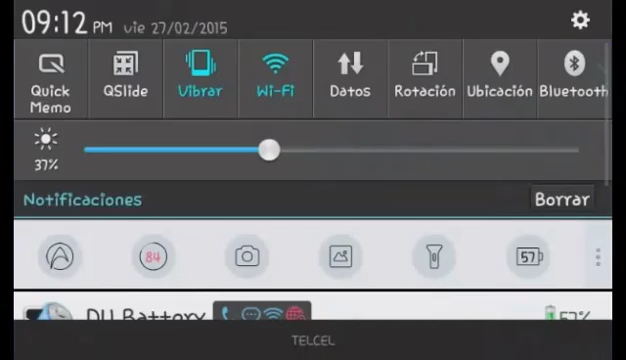 09:12 PM vie 27/02/2015
Quick Memo
QSlide
Vibrar
Wi-Fi
Datos
Rotación
Ubicación
Bluetooth
37%
Notificaciones
Borrar
84
57
DU Battery
57%
TELCEL